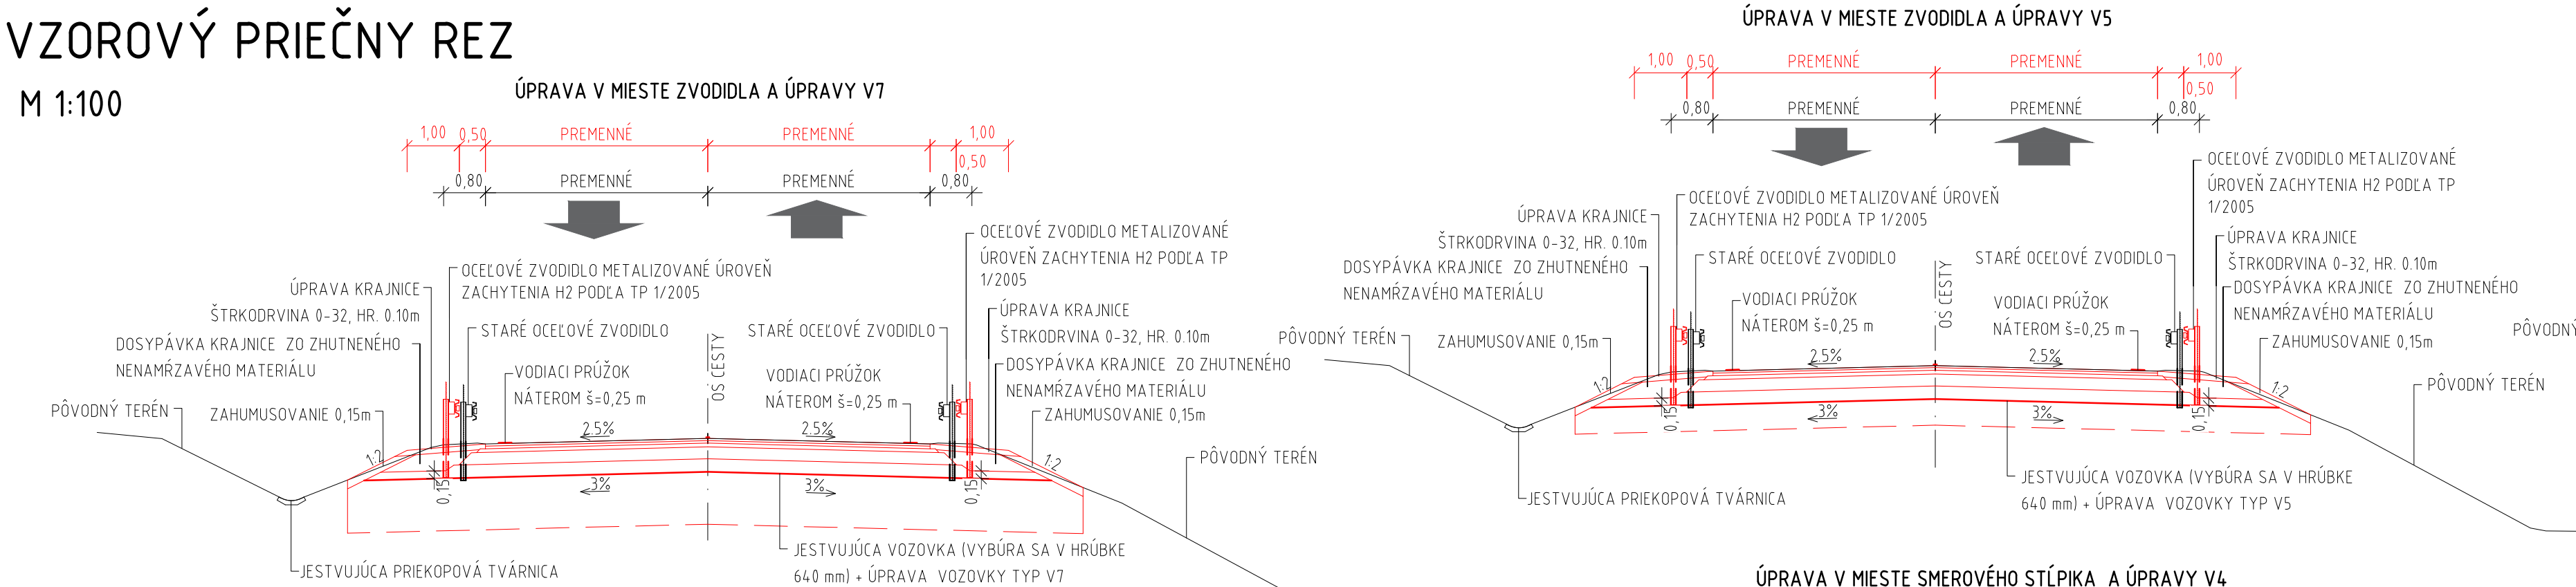 VZOROVÝ PRIEČNY REZ
M 1:100
ÚPRAVA V MIESTE ZVODIDLA A ÚPRAVY V7
1,00 0,50 PREMENNÉ PREMENNÉ 1,00
0,50
0,80 PREMENNÉ PREMENNÉ 0,80
OCEĽOVÉ ZVODIDLO METALIZOVANÉ
ÚROVEŇ ZACHYTENIA H2 PODĽA TP
1/2005
OCEĽOVÉ ZVODIDLO METALIZOVANÉ ÚROVEŇ
ZACHYTENIA H2 PODĽA TP 1/2005
ÚPRAVA KRAJNICE
ŠTRKODRVINA 0-32, HR. 0.10m
ÚPRAVA KRAJNICE
ŠTRKODRVINA 0-32, HR. 0.10m
STARÉ OCEĽOVÉ ZVODIDLO
STARÉ OCEĽOVÉ ZVODIDLO
OS CESTY
DOSYPÁVKA KRAJNICE ZO ZHUTNENÉHO
NENAMŔZAVÉHO MATERIÁLU
DOSYPÁVKA KRAJNICE ZO ZHUTNENÉHO
NENAMŔZAVÉHO MATERIÁLU
VODIACI PRÚŽOK
NÁTEROM š=0,25 m
VODIACI PRÚŽOK
NÁTEROM š=0,25 m
PÔVODNÝ TERÉN
ZAHUMUSOVANIE 0,15m
ZAHUMUSOVANIE 0,15m
2.5%
2.5%
1:2
1:2
PÔVODNÝ TERÉN
0,15
3%
3%
0,15
JESTVUJÚCA VOZOVKA (VYBÚRA SA V HRÚBKE
640 mm) + ÚPRAVA VOZOVKY TYP V7
JESTVUJÚCA PRIEKOPOVÁ TVÁRNICA
ÚPRAVA V MIESTE ZVODIDLA A ÚPRAVY V5
1,00 0,50 PREMENNÉ PREMENNÉ 1,00
0,50
0,80 PREMENNÉ PREMENNÉ 0,80
OCEĽOVÉ ZVODIDLO METALIZOVANÉ
ÚROVEŇ ZACHYTENIA H2 PODĽA TP
1/2005
OCEĽOVÉ ZVODIDLO METALIZOVANÉ ÚROVEŇ
ZACHYTENIA H2 PODĽA TP 1/2005
ÚPRAVA KRAJNICE
ŠTRKODRVINA 0-32, HR. 0.10m
ÚPRAVA KRAJNICE
ŠTRKODRVINA 0-32, HR. 0.10m
STARÉ OCEĽOVÉ ZVODIDLO
STARÉ OCEĽOVÉ ZVODIDLO
OS CESTY
DOSYPÁVKA KRAJNICE ZO ZHUTNENÉHO
NENAMŔZAVÉHO MATERIÁLU
DOSYPÁVKA KRAJNICE ZO ZHUTNENÉHO
NENAMŔZAVÉHO MATERIÁLU
VODIACI PRÚŽOK
NÁTEROM š=0,25 m
VODIACI PRÚŽOK
NÁTEROM š=0,25 m
PÔVODNÝ TERÉN
ZAHUMUSOVANIE 0,15m
ZAHUMUSOVANIE 0,15m
2.5%
2.5%
1:2
1:2
PÔVODNÝ TERÉN
0,15
3%
3%
0,15
JESTVUJÚCA VOZOVKA (VYBÚRA SA V HRÚBKE
640 mm) + ÚPRAVA VOZOVKY TYP V5
JESTVUJÚCA PRIEKOPOVÁ TVÁRNICA
ÚPRAVA V MIESTE SMEROVÉHO STĹPIKA A ÚPRAVY V4